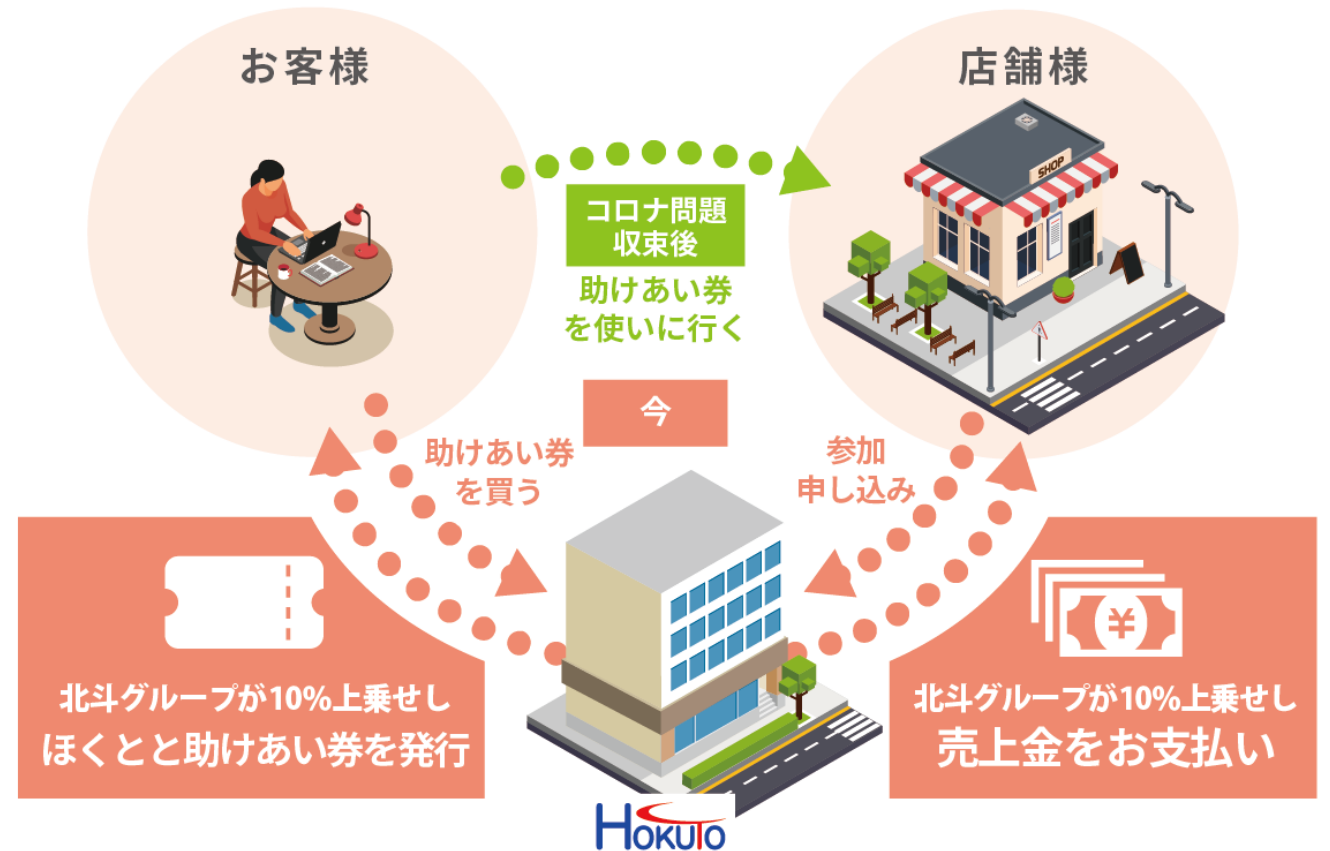 お客様
店舗様
SHOP
コロナ問題
収束後
助けあい券
を使いに行く
今
助けあい券
を買う
参加
申し込み
¥
北斗グループが10%上乗せし
ほくとと助けあい券を発行
北斗グループが10%上乗せし
売上金をお支払い
HOKUTO